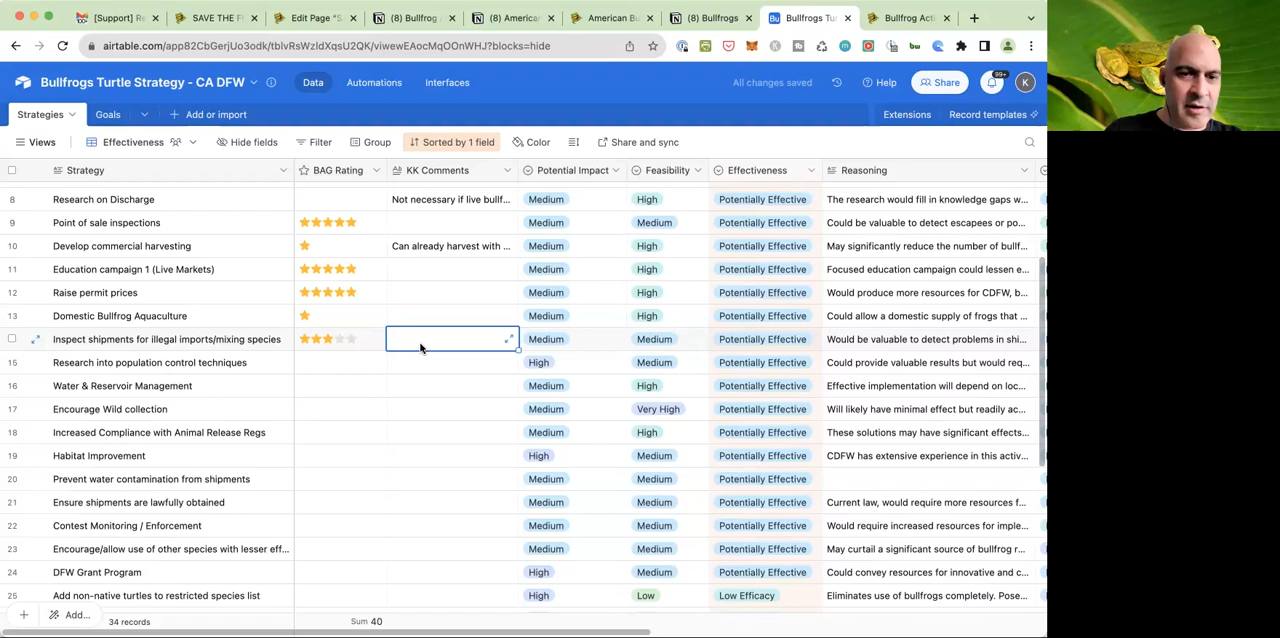 [Support] Re
SAVE THE F
Edit Page "S
(8) Bullfrog
(8) America
American Bu
(8) Bullfrogs
Bu
Bullfrogs Tu
Bullfrog Act
airtable.com/app82CbGerjUo3odk/tblvRsWzldXqsU2QK/viwewEAocMqOOnWHJ?blocks=hide
Bullfrogs Turtle Strategy - CA DFW
Data
Automations
Interfaces
All changes saved
Help
Share
99+
K
Strategies
Goals
Add or import
Extensions
Record templates
Views
Effectiveness
Hide fields
Filter
Group
Sorted by 1 field
Color
Share and sync
Strategy
BAG Rating
KK Comments
Potential Impact
Feasibility
Effectiveness
Reasoning
8 Research on Discharge Not necessary if live bullf... Medium High Potentially Effective The research would fill in knowledge gaps w...
9 Point of sale inspections Medium Medium Potentially Effective Could be valuable to detect escapees or po...
10 Develop commercial harvesting Can already harvest with ... Medium High Potentially Effective May significantly reduce the number of bullf...
11 Education campaign 1 (Live Markets) Medium High Potentially Effective Focused education campaign could lessen e...
12 Raise permit prices Medium High Potentially Effective Would produce more resources for CDFW, b...
13 Domestic Bullfrog Aquaculture Medium High Potentially Effective Could allow a domestic supply of frogs that ...
Inspect shipments for illegal imports/mixing species Medium Medium Potentially Effective Would be valuable to detect problems in shi...
15 Research into population control techniques High Medium Potentially Effective Could provide valuable results but would req...
16 Water & Reservoir Management Medium High Potentially Effective Effective implementation will depend on loc...
17 Encourage Wild collection Medium Very High Potentially Effective Will likely have minimal effect but readily ac...
18 Increased Compliance with Animal Release Regs Medium High Potentially Effective These solutions may have significant effects...
19 Habitat Improvement High Medium Potentially Effective CDFW has extensive experience in this activ...
20 Prevent water contamination from shipments Medium Medium Potentially Effective
21 Ensure shipments are lawfully obtained Medium Medium Potentially Effective Current law, would require more resources f...
22 Contest Monitoring / Enforcement Medium Medium Potentially Effective Would require increased resources for imple...
23 Encourage/allow use of other species with lesser eff... Medium Medium Potentially Effective May curtail a significant source of bullfrog r...
24 DFW Grant Program High Medium Potentially Effective Could convey resources for innovative and c...
25 Add non-native turtles to restricted species list High Low Low Efficacy Eliminates use of bullfrogs completely. Pose...
Add...
34 records
Sum 40